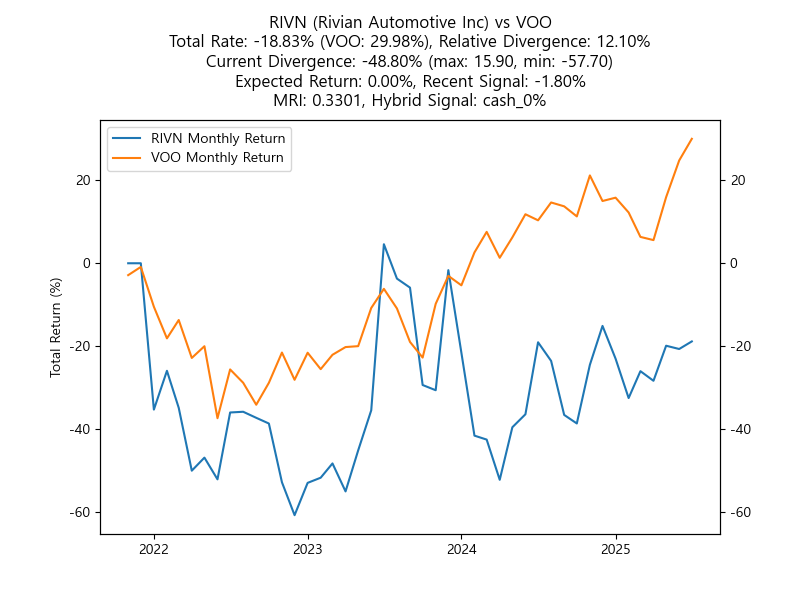 RIVN (Rivian Automotive Inc) vs VOO
Total Rate: -18.83% (VOO: 29.98%), Relative Divergence: 12.10%
Current Divergence: -48.80% (max: 15.90, min: -57.70)
Expected Return: 0.00%, Recent Signal: -1.80%
MRI: 0.3301, Hybrid Signal: cash_0%
RIVN Monthly Return
VOO Monthly Return
20
20
0
0
-20
-20
-40
-40
-60
-60
Total Return (%)
2022
2023
2024
2025